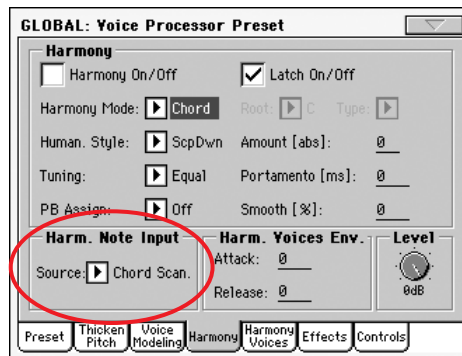 GLOBAL: Voice Processor Preset
Harmony
Harmony On/Off
Latch On/Off
Harmony Mode: Chord
Root: C Type:
Human. Style: ScpDwn
Amount [abs]: 0
Tuning: Equal
Portamento [ms]: 0
PB Assign: Off
Smooth [%]: 0
Harm. Note Input
Source: Chord Scan.
Harm. Voices Env.
Attack: 0
Release: 0
Level
0dB
Preset
Thicken Pitch
Voice Modeling
Harmony
Harmony Voices
Effects
Controls